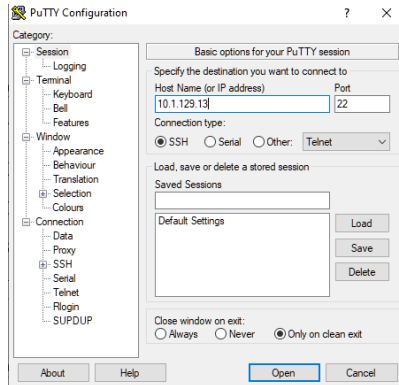 PuTTY Configuration ? ×
Category:
Session
Logging
Terminal
Keyboard
Bell
Features
Window
Appearance
Behaviour
Translation
Selection
Colours
Connection
Data
Proxy
SSH
Serial
Telnet
Rlogin
SUPDUP
Basic options for your PuTTY session
Specify the destination you want to connect to
Host Name (or IP address) Port
10.1.129.13 22
Connection type:
SSH Serial Other: Telnet
Load, save or delete a stored session
Saved Sessions
Default Settings
Load
Save
Delete
Close window on exit:
Always Never Only on clean exit
About Help Open Cancel